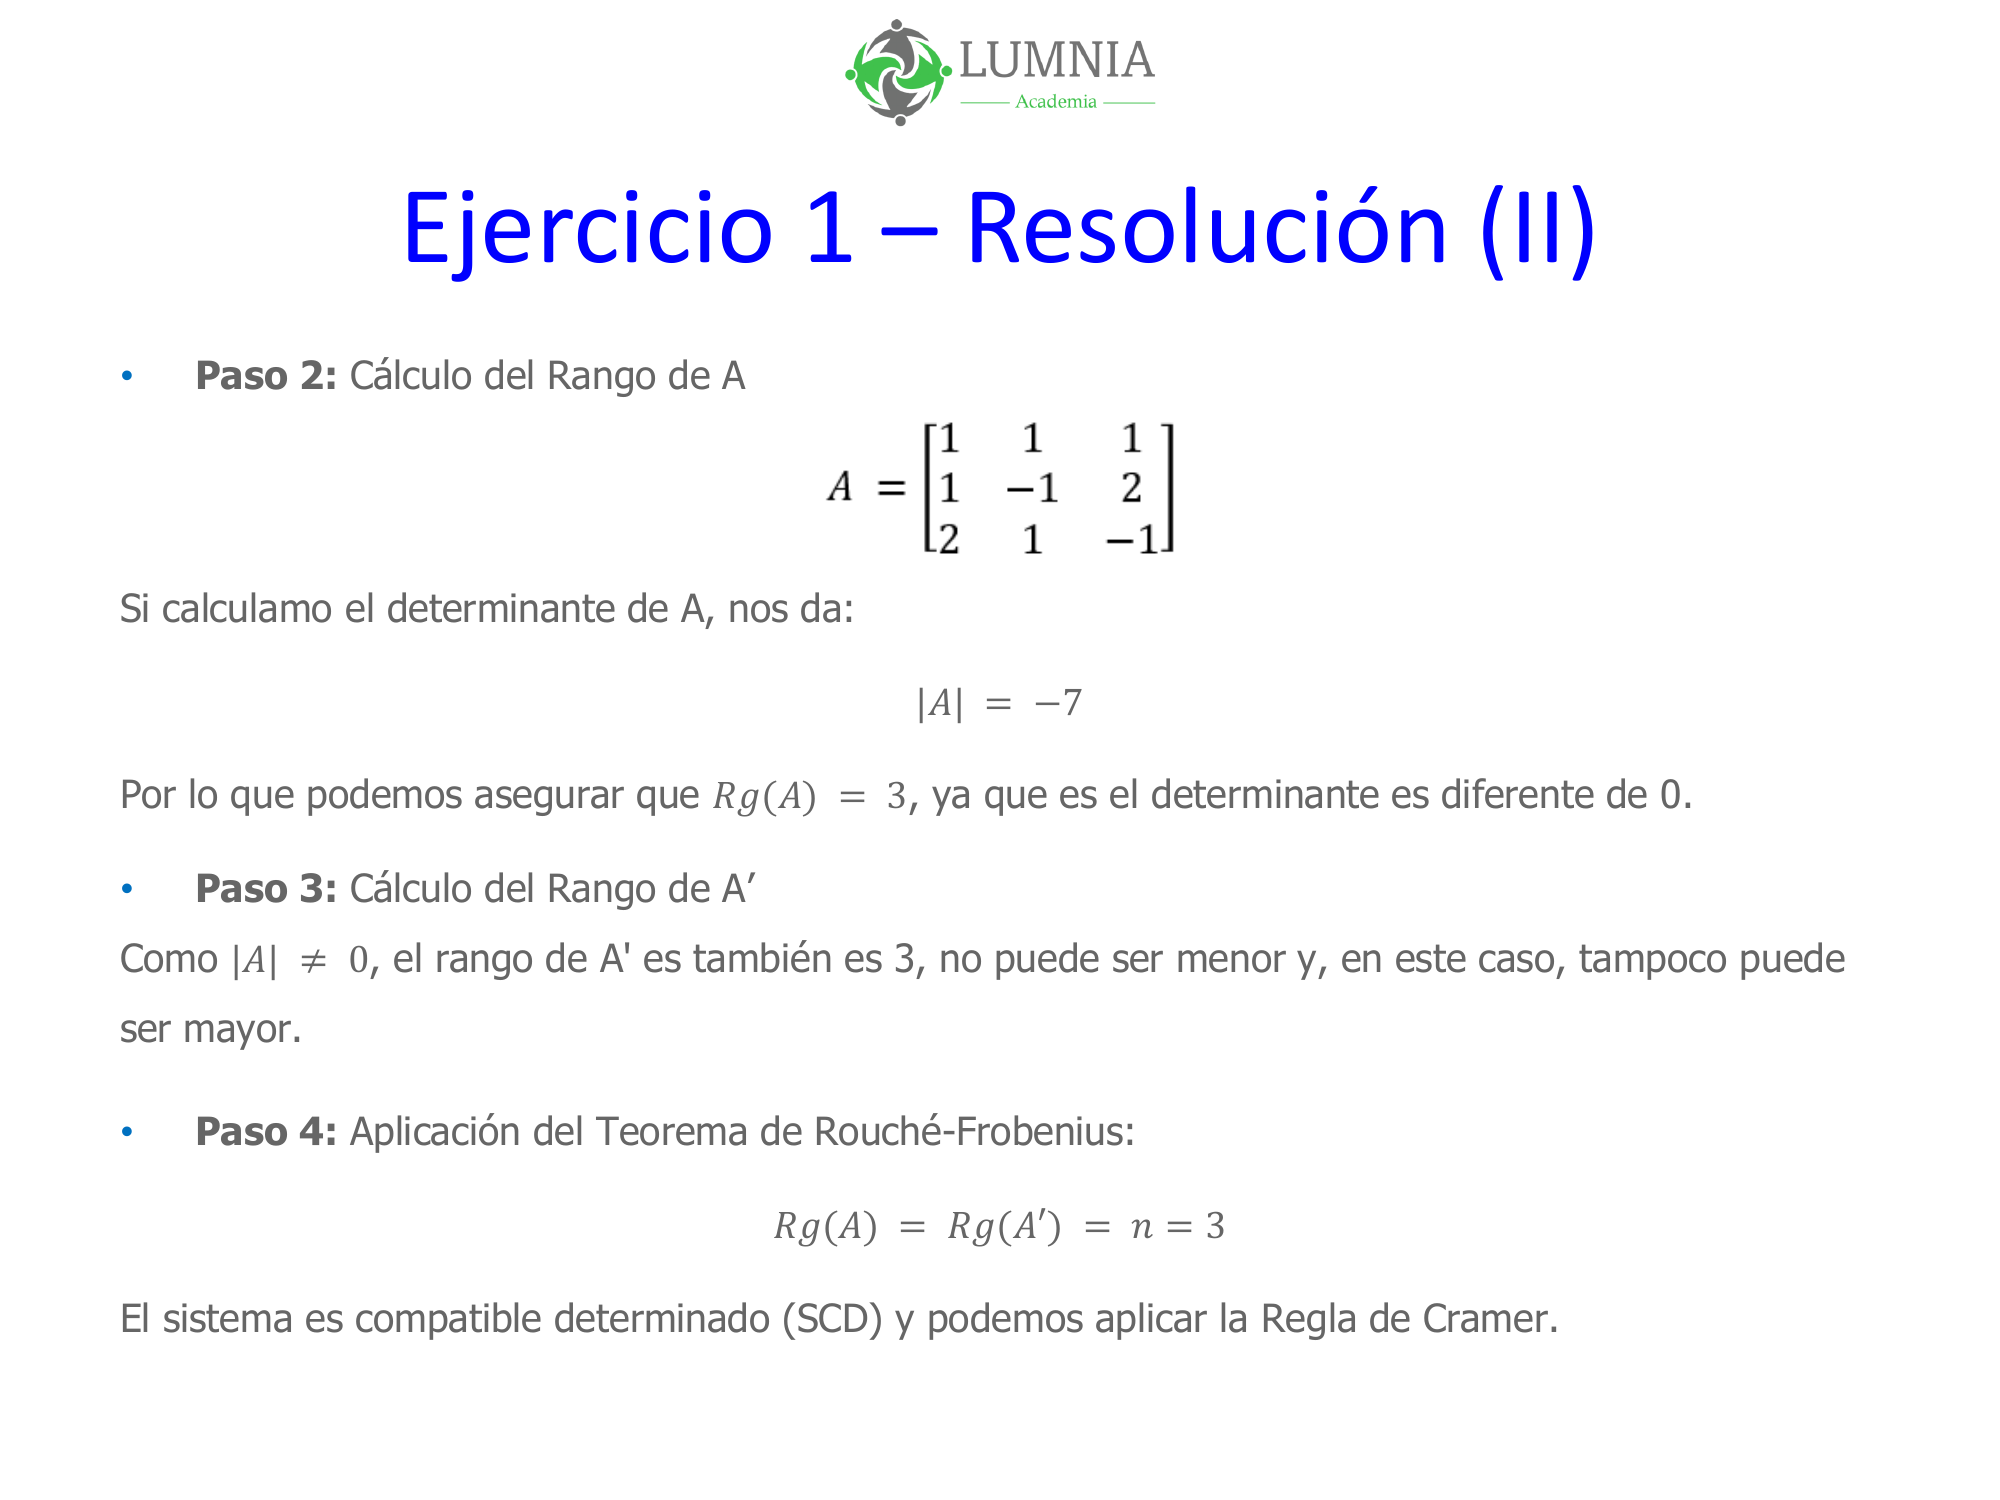 LUMNIA
Academia
Ejercicio 1 – Resolución (II)
• Paso 2: Cálculo del Rango de A
A = [1 1 1
1 −1 2
2 1 −1]
Si calculamo el determinante de A, nos da:
|A| = −7
Por lo que podemos asegurar que Rg(A) = 3, ya que es el determinante es diferente de 0.
• Paso 3: Cálculo del Rango de A′
Como |A| ≠ 0, el rango de A' es también es 3, no puede ser menor y, en este caso, tampoco puede
ser mayor.
• Paso 4: Aplicación del Teorema de Rouché-Frobenius:
Rg(A) = Rg(A′) = n = 3
El sistema es compatible determinado (SCD) y podemos aplicar la Regla de Cramer.